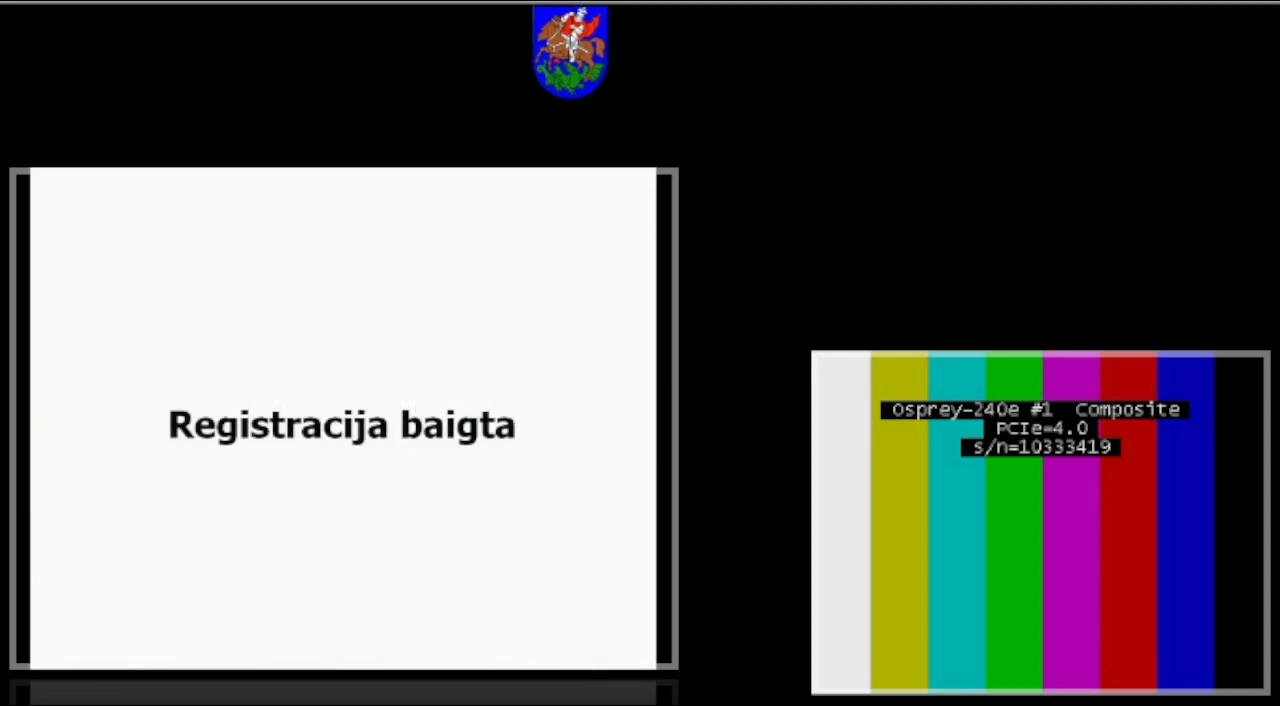 Registracija baigta
Osprey-240e #1 Composite
PCIe=4.0
s/n=10333419